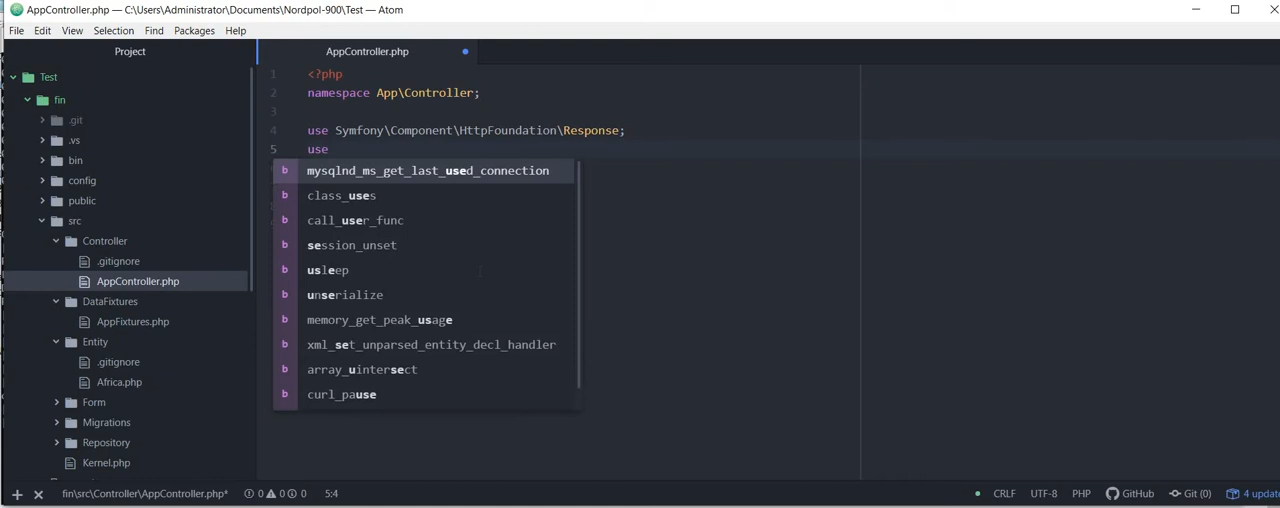 AppController.php — C:\Users\Administrator\Documents\Nordpol-900\Test — Atom
File Edit View Selection Find Packages Help
Project
Test
fin
.git
.vs
bin
config
public
src
Controller
.gitignore
AppController.php
DataFixtures
AppFixtures.php
Entity
.gitignore
Africa.php
Form
Migrations
Repository
Kernel.php
AppController.php
1 <?php
2 namespace App\Controller;
3
4 use Symfony\Component\HttpFoundation\Response;
5 use
b mysqlnd_ms_get_last_used_connection
b class_uses
b call_user_func
b session_unset
b usleep
b unserialize
b memory_get_peak_usage
b xml_set_unparsed_entity_decl_handler
b array_uintersect
b curl_pause
fin\src\Controller\AppController.php* 0 0 0 5:4 CRLF UTF-8 PHP GitHub Git (0) 4 update